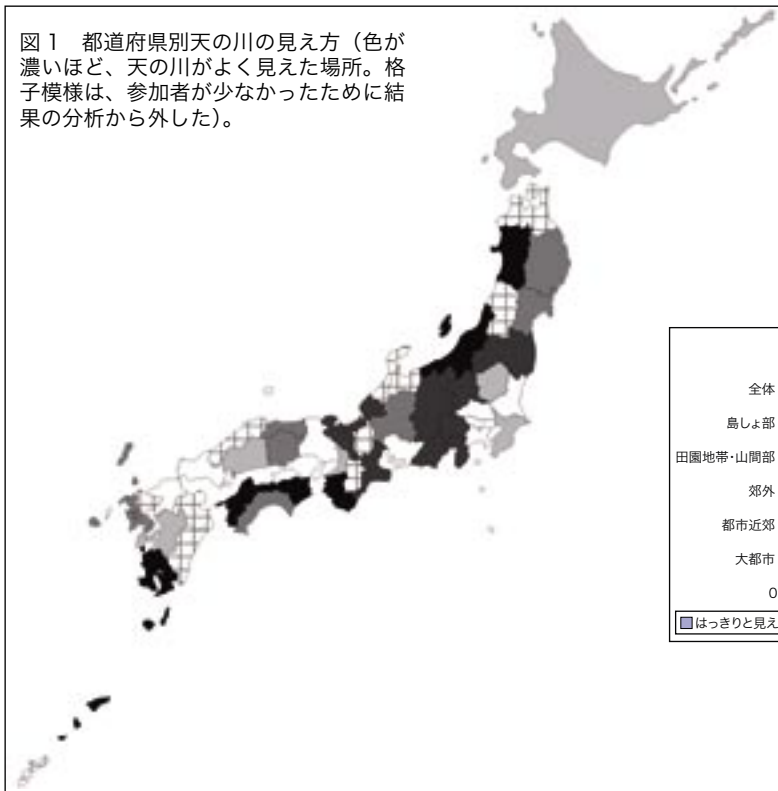 図1　都道府県別天の川の見え方（色が
濃いほど、天の川がよく見えた場所。格
子模様は、参加者が少なかったために結
果の分析から外した）。
全体
島しょ部
田園地帯・山間部
郊外
都市近郊
大都市
0
はっきりと見え